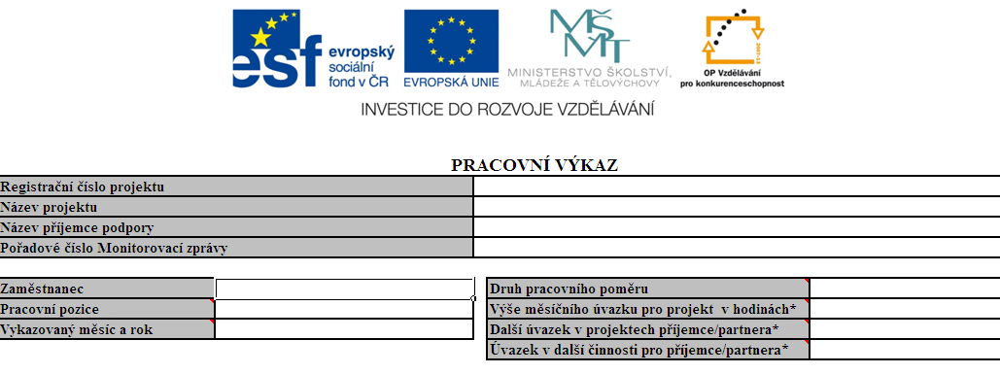 esf evropský
sociální
fond v ČR
EVROPSKÁ UNIE
MŠMT
MINISTERSTVO ŠKOLSTVÍ,
MLÁDEŽE A TĚLOVÝCHOVY
2007-13
OP Vzdělávání
pro konkurenceschopnost
INVESTICE DO ROZVOJE VZDĚLÁVÁNÍ
PRACOVNÍ VÝKAZ
Registrační číslo projektu
Název projektu
Název příjemce podpory
Pořadové číslo Monitorovací zprávy
Zaměstnanec
Pracovní pozice
Vykazovaný měsíc a rok
Druh pracovního poměru
Výše měsíčního úvazku pro projekt v hodinách*
Další úvazek v projektech příjemce/partnera*
Úvazek v další činnosti pro příjemce/partnera*